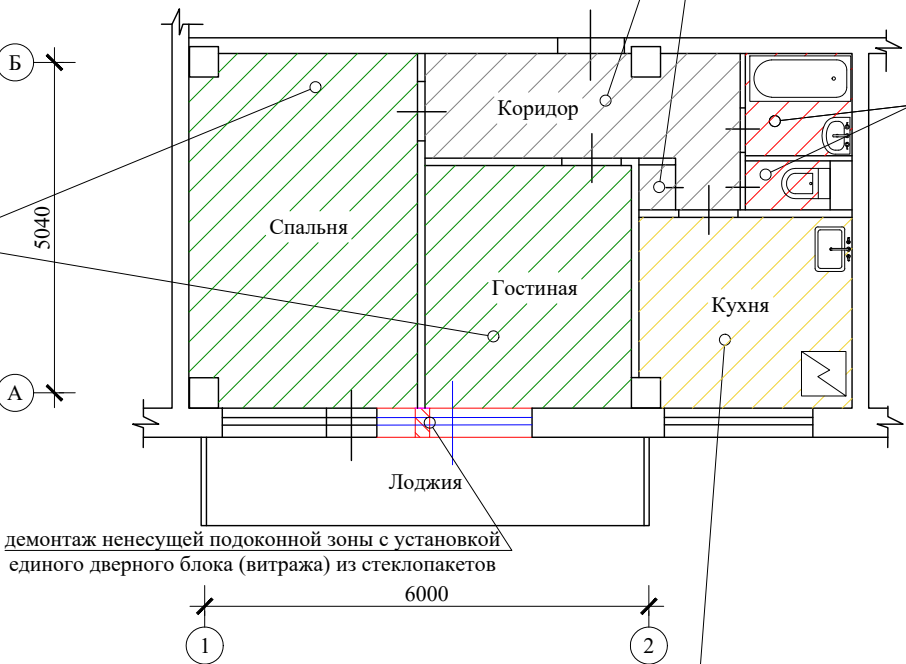 Б
Коридор
5040
Спальня
Гостиная
Кухня
А
Лоджия
демонтаж ненесущей подоконной зоны с установкой
единого дверного блока (витража) из стеклопакетов
6000
1
2